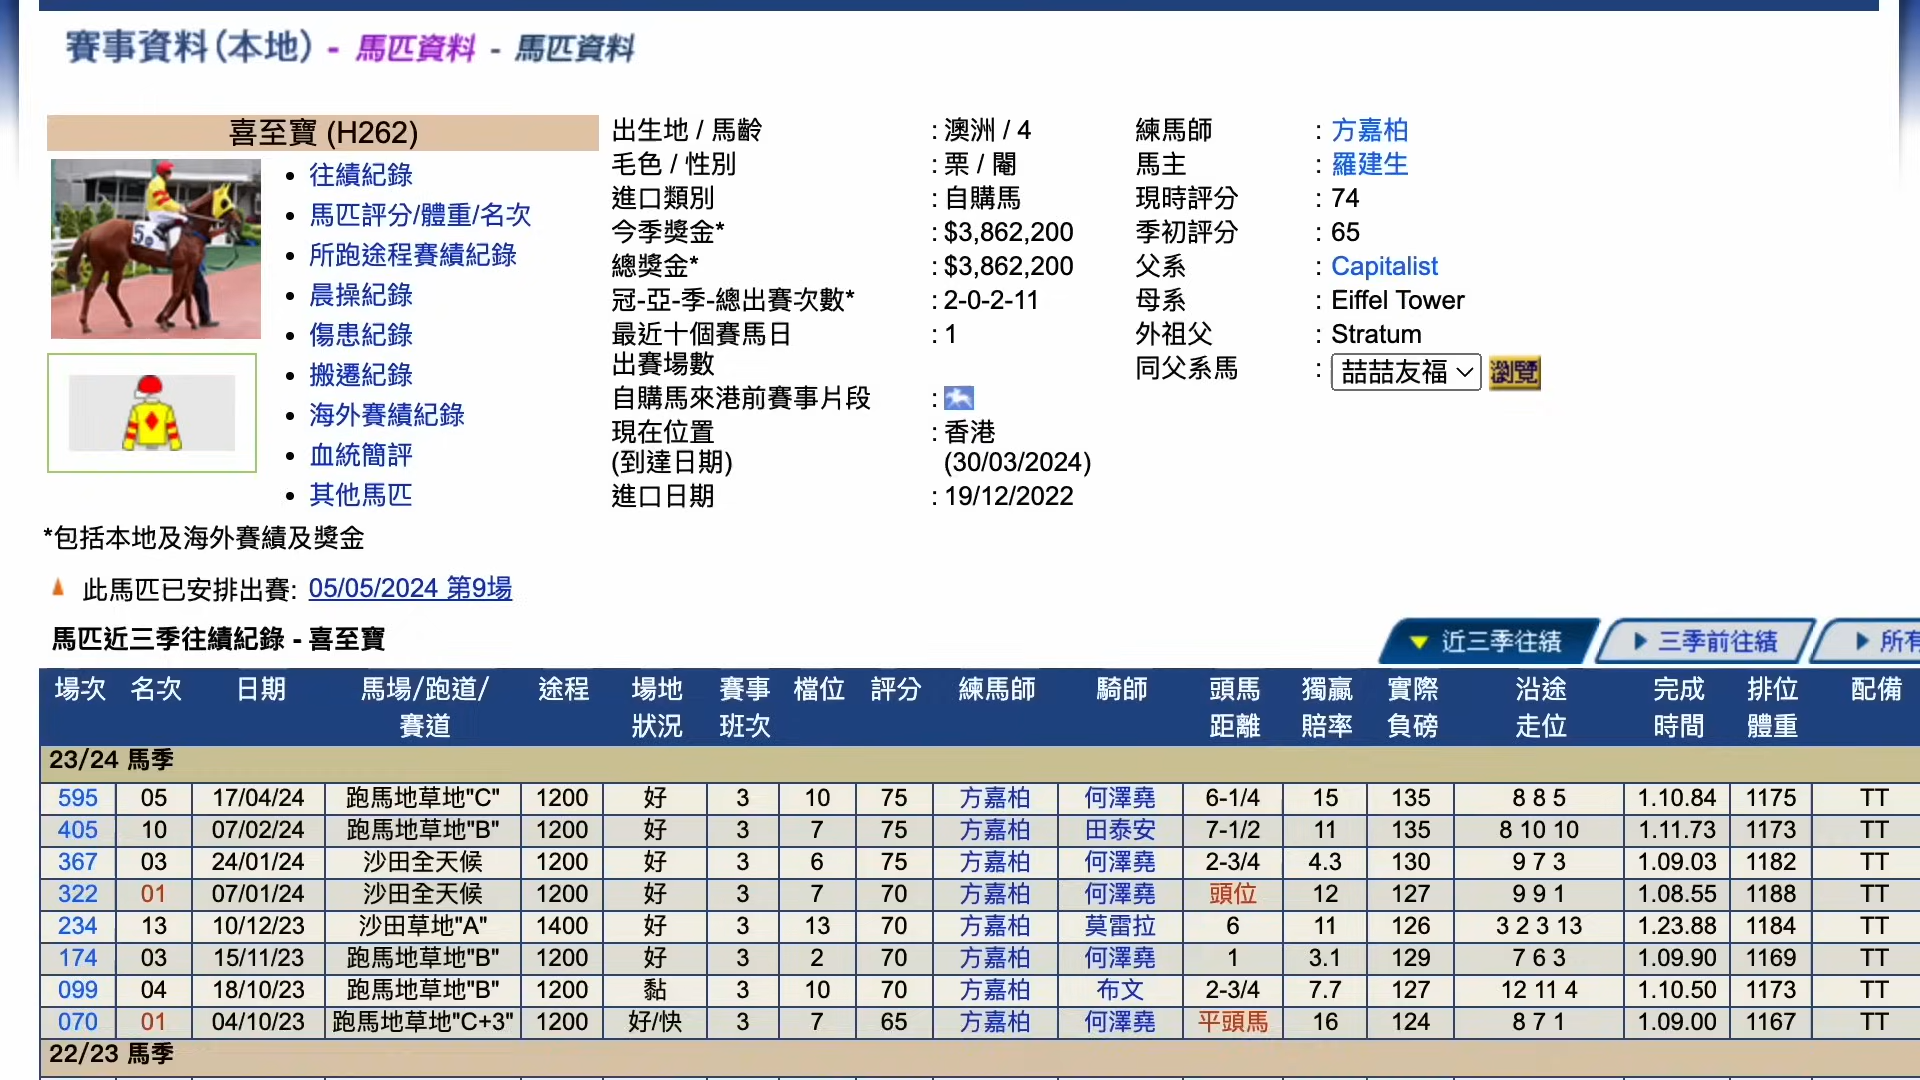 賽事資料(本地) - 馬匹資料 - 馬匹資料
喜至寶 (H262)
往績紀錄
馬匹評分/體重/名次
所跑途程賽績紀錄
晨操紀錄
傷患紀錄
搬遷紀錄
海外賽績紀錄
血統簡評
其他馬匹
5
出生地 / 馬齡 : 澳洲 / 4
毛色 / 性別 : 栗 / 閹
進口類別 : 自購馬
今季獎金* : $3,862,200
總獎金* : $3,862,200
冠-亞-季-總出賽次數* : 2-0-2-11
最近十個賽馬日 : 1
出賽場數
自購馬來港前賽事片段 :
現在位置 : 香港
(到達日期) (30/03/2024)
進口日期 : 19/12/2022
練馬師 : 方嘉柏
馬主 : 羅建生
現時評分 : 74
季初評分 : 65
父系 : Capitalist
母系 : Eiffel Tower
外祖父 : Stratum
同父系馬 : 喆喆友福 瀏覽
*包括本地及海外賽績及獎金
此馬匹已安排出賽: 05/05/2024 第9場
馬匹近三季往績紀錄 - 喜至寶
近三季往績 三季前往績 所有
場次 名次 日期 馬場/跑道/ 途程 場地 賽事 檔位 評分 練馬師 騎師 頭馬 獨贏 實際 沿途 完成 排位 配備
賽道 狀況 班次 距離 賠率 負磅 走位 時間 體重
23/24 馬季
595 05 17/04/24 跑馬地草地"C" 1200 好 3 10 75 方嘉柏 何澤堯 6-1/4 15 135 8 8 5 1.10.84 1175 TT
405 10 07/02/24 跑馬地草地"B" 1200 好 3 7 75 方嘉柏 田泰安 7-1/2 11 135 8 10 10 1.11.73 1173 TT
367 03 24/01/24 沙田全天候 1200 好 3 6 75 方嘉柏 何澤堯 2-3/4 4.3 130 9 7 3 1.09.03 1182 TT
322 01 07/01/24 沙田全天候 1200 好 3 7 70 方嘉柏 何澤堯 頭位 12 127 9 9 1 1.08.55 1188 TT
234 13 10/12/23 沙田草地"A" 1400 好 3 13 70 方嘉柏 莫雷拉 6 11 126 3 2 3 13 1.23.88 1184 TT
174 03 15/11/23 跑馬地草地"B" 1200 好 3 2 70 方嘉柏 何澤堯 1 3.1 129 7 6 3 1.09.90 1169 TT
099 04 18/10/23 跑馬地草地"B" 1200 黏 3 10 70 方嘉柏 布文 2-3/4 7.7 127 12 11 4 1.10.50 1173 TT
070 01 04/10/23 跑馬地草地"C+3" 1200 好/快 3 7 65 方嘉柏 何澤堯 平頭馬 16 124 8 7 1 1.09.00 1167 TT
22/23 馬季